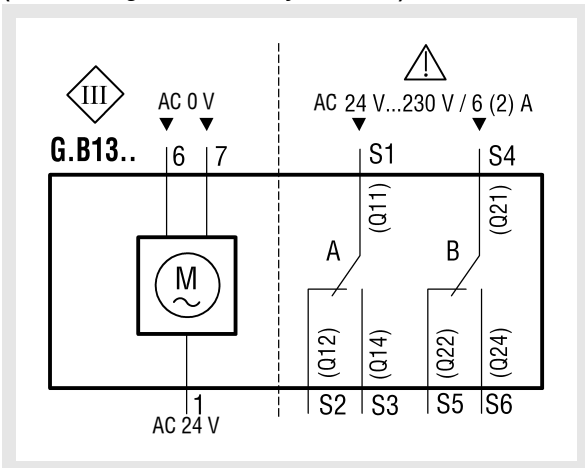 III
AC 0 V
AC 24 V...230 V / 6 (2) A
G.B13..
6 7 S1 S4
(Q11) (Q21)
A B
M
(Q12) (Q14) (Q22) (Q24)
1 S2 S3 S5 S6
AC 24 V